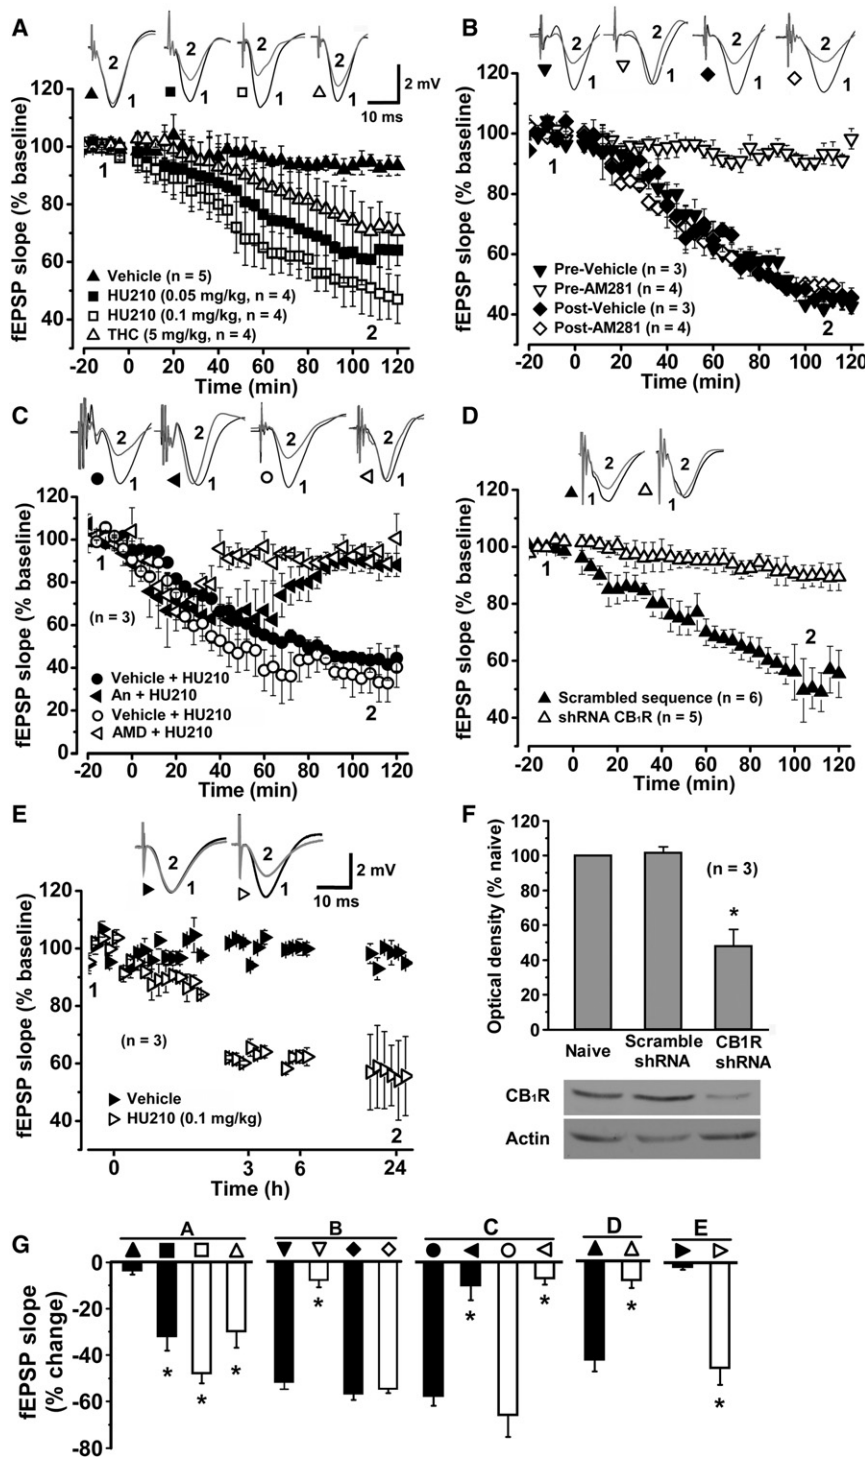 A
2
2
2
2
1
2 mV
10 ms
120
100
80
60
40
fEPSP slope (% baseline)
1
2
Vehicle (n = 5)
HU210 (0.05 mg/kg, n = 4)
HU210 (0.1 mg/kg, n = 4)
THC (5 mg/kg, n = 4)
-20 0 20 40 60 80 100 120
Time (min)
B
2
2
2
2
1
120
100
80
60
40
fEPSP slope (% baseline)
1
2
Pre-Vehicle (n = 3)
Pre-AM281 (n = 4)
Post-Vehicle (n = 3)
Post-AM281 (n = 4)
-20 0 20 40 60 80 100 120
Time (min)
C
2
2
2
2
1
120
100
80
60
40
20
0
fEPSP slope (% baseline)
1
(n = 3)
2
Vehicle + HU210
An + HU210
Vehicle + HU210
AMD + HU210
-20 0 20 40 60 80 100 120
Time (min)
D
2
2
1
1
120
100
80
60
40
fEPSP slope (% baseline)
1
2
Scrambled sequence (n = 6)
shRNA CB₁R (n = 5)
-20 0 20 40 60 80 100 120
Time (min)
E
2
2
1
1
2 mV
10 ms
120
100
80
60
40
fEPSP slope (% baseline)
1
(n = 3)
Vehicle
HU210 (0.1 mg/kg)
2
0 3 6 24
Time (h)
F
120
100
80
60
40
20
0
Optical density (% naive)
(n = 3)
*
Naive
Scramble shRNA
CB1R shRNA
CB₁R
Actin
G
A B C D E
0
-20
-40
-60
-80
fEPSP slope
(% change)
* * * * * * * *